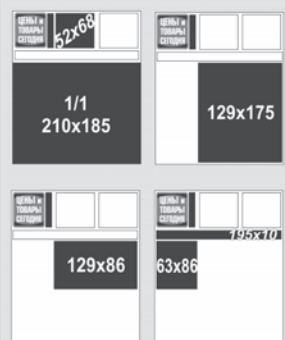 ЦЕНЫ и
ТОВАРЫ
СЕГОДНЯ
52x68
1/1
210x185
ЦЕНЫ и
ТОВАРЫ
СЕГОДНЯ
129x175
ЦЕНЫ и
ТОВАРЫ
СЕГОДНЯ
129x86
ЦЕНЫ и
ТОВАРЫ
СЕГОДНЯ
195x10
63x86